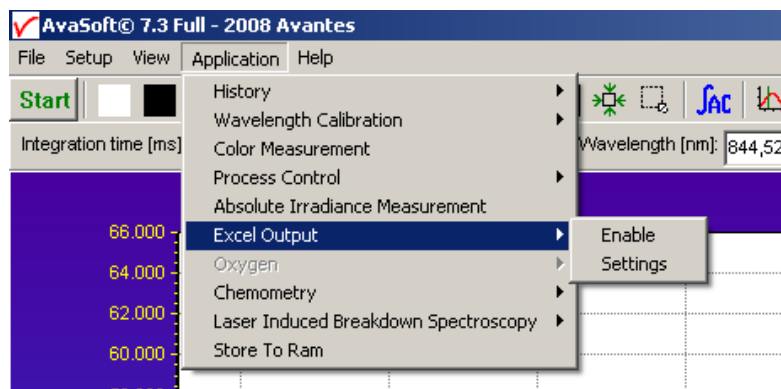 AvaSoft© 7.3 Full - 2008 Avantes
File Setup View Application Help
Start
AC
Integration time [ms]
Wavelength [nm]: 844,52
History
Wavelength Calibration
Color Measurement
Process Control
Absolute Irradiance Measurement
Excel Output
Enable
Settings
Oxygen
Chemometry
Laser Induced Breakdown Spectroscopy
Store To Ram
66.000
64.000
62.000
60.000